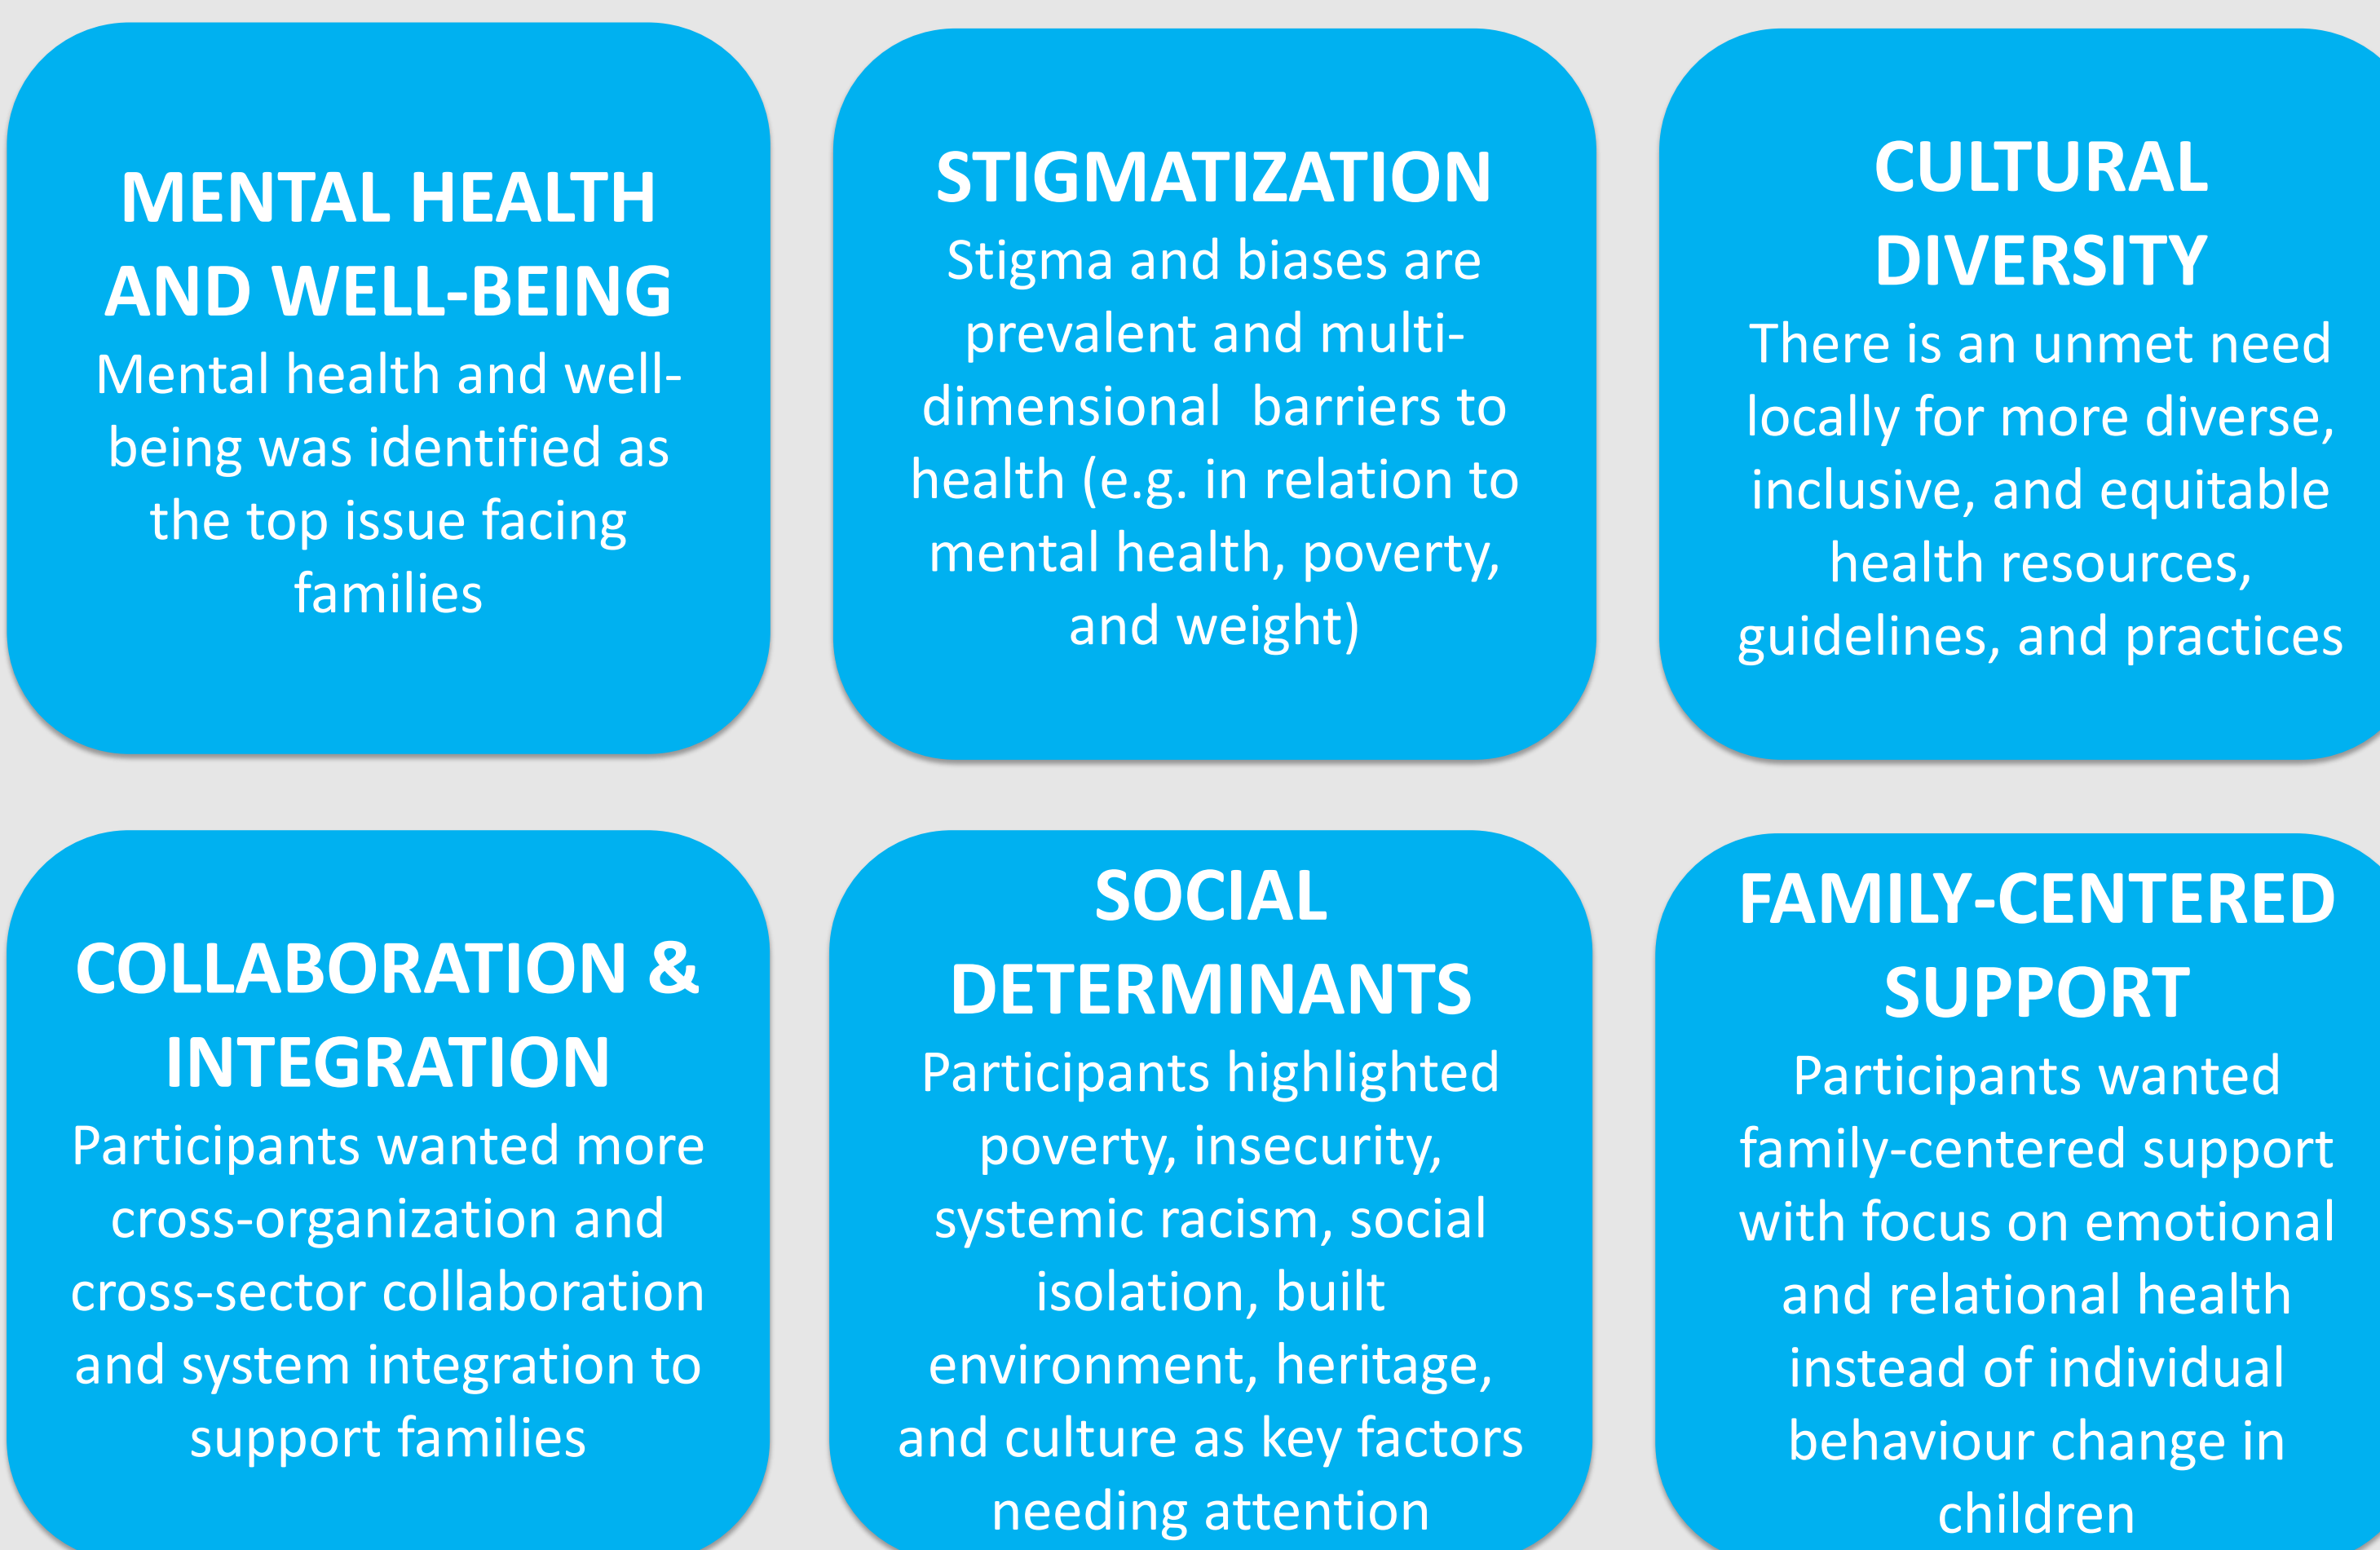 MENTAL HEALTH
AND WELL-BEING
Mental health and well-
being was identified as
the top issue facing
families
STIGMATIZATION
Stigma and biases are
prevalent and multi-
dimensional  barriers to
health (e.g. in relation to
mental health, poverty,
and weight)
CULTURAL
DIVERSITY
There is an unmet need
locally for more diverse,
inclusive, and equitable
health resources,
guidelines, and practices
COLLABORATION &
INTEGRATION
Participants wanted more
cross-organization and
cross-sector collaboration
and system integration to
support families
SOCIAL
DETERMINANTS
Participants highlighted
poverty, insecurity,
systemic racism, social
isolation, built
environment, heritage,
and culture as key factors
needing attention
FAMILY-CENTERED
SUPPORT
Participants wanted
family-centered support
with focus on emotional
and relational health
instead of individual
behaviour change in
children